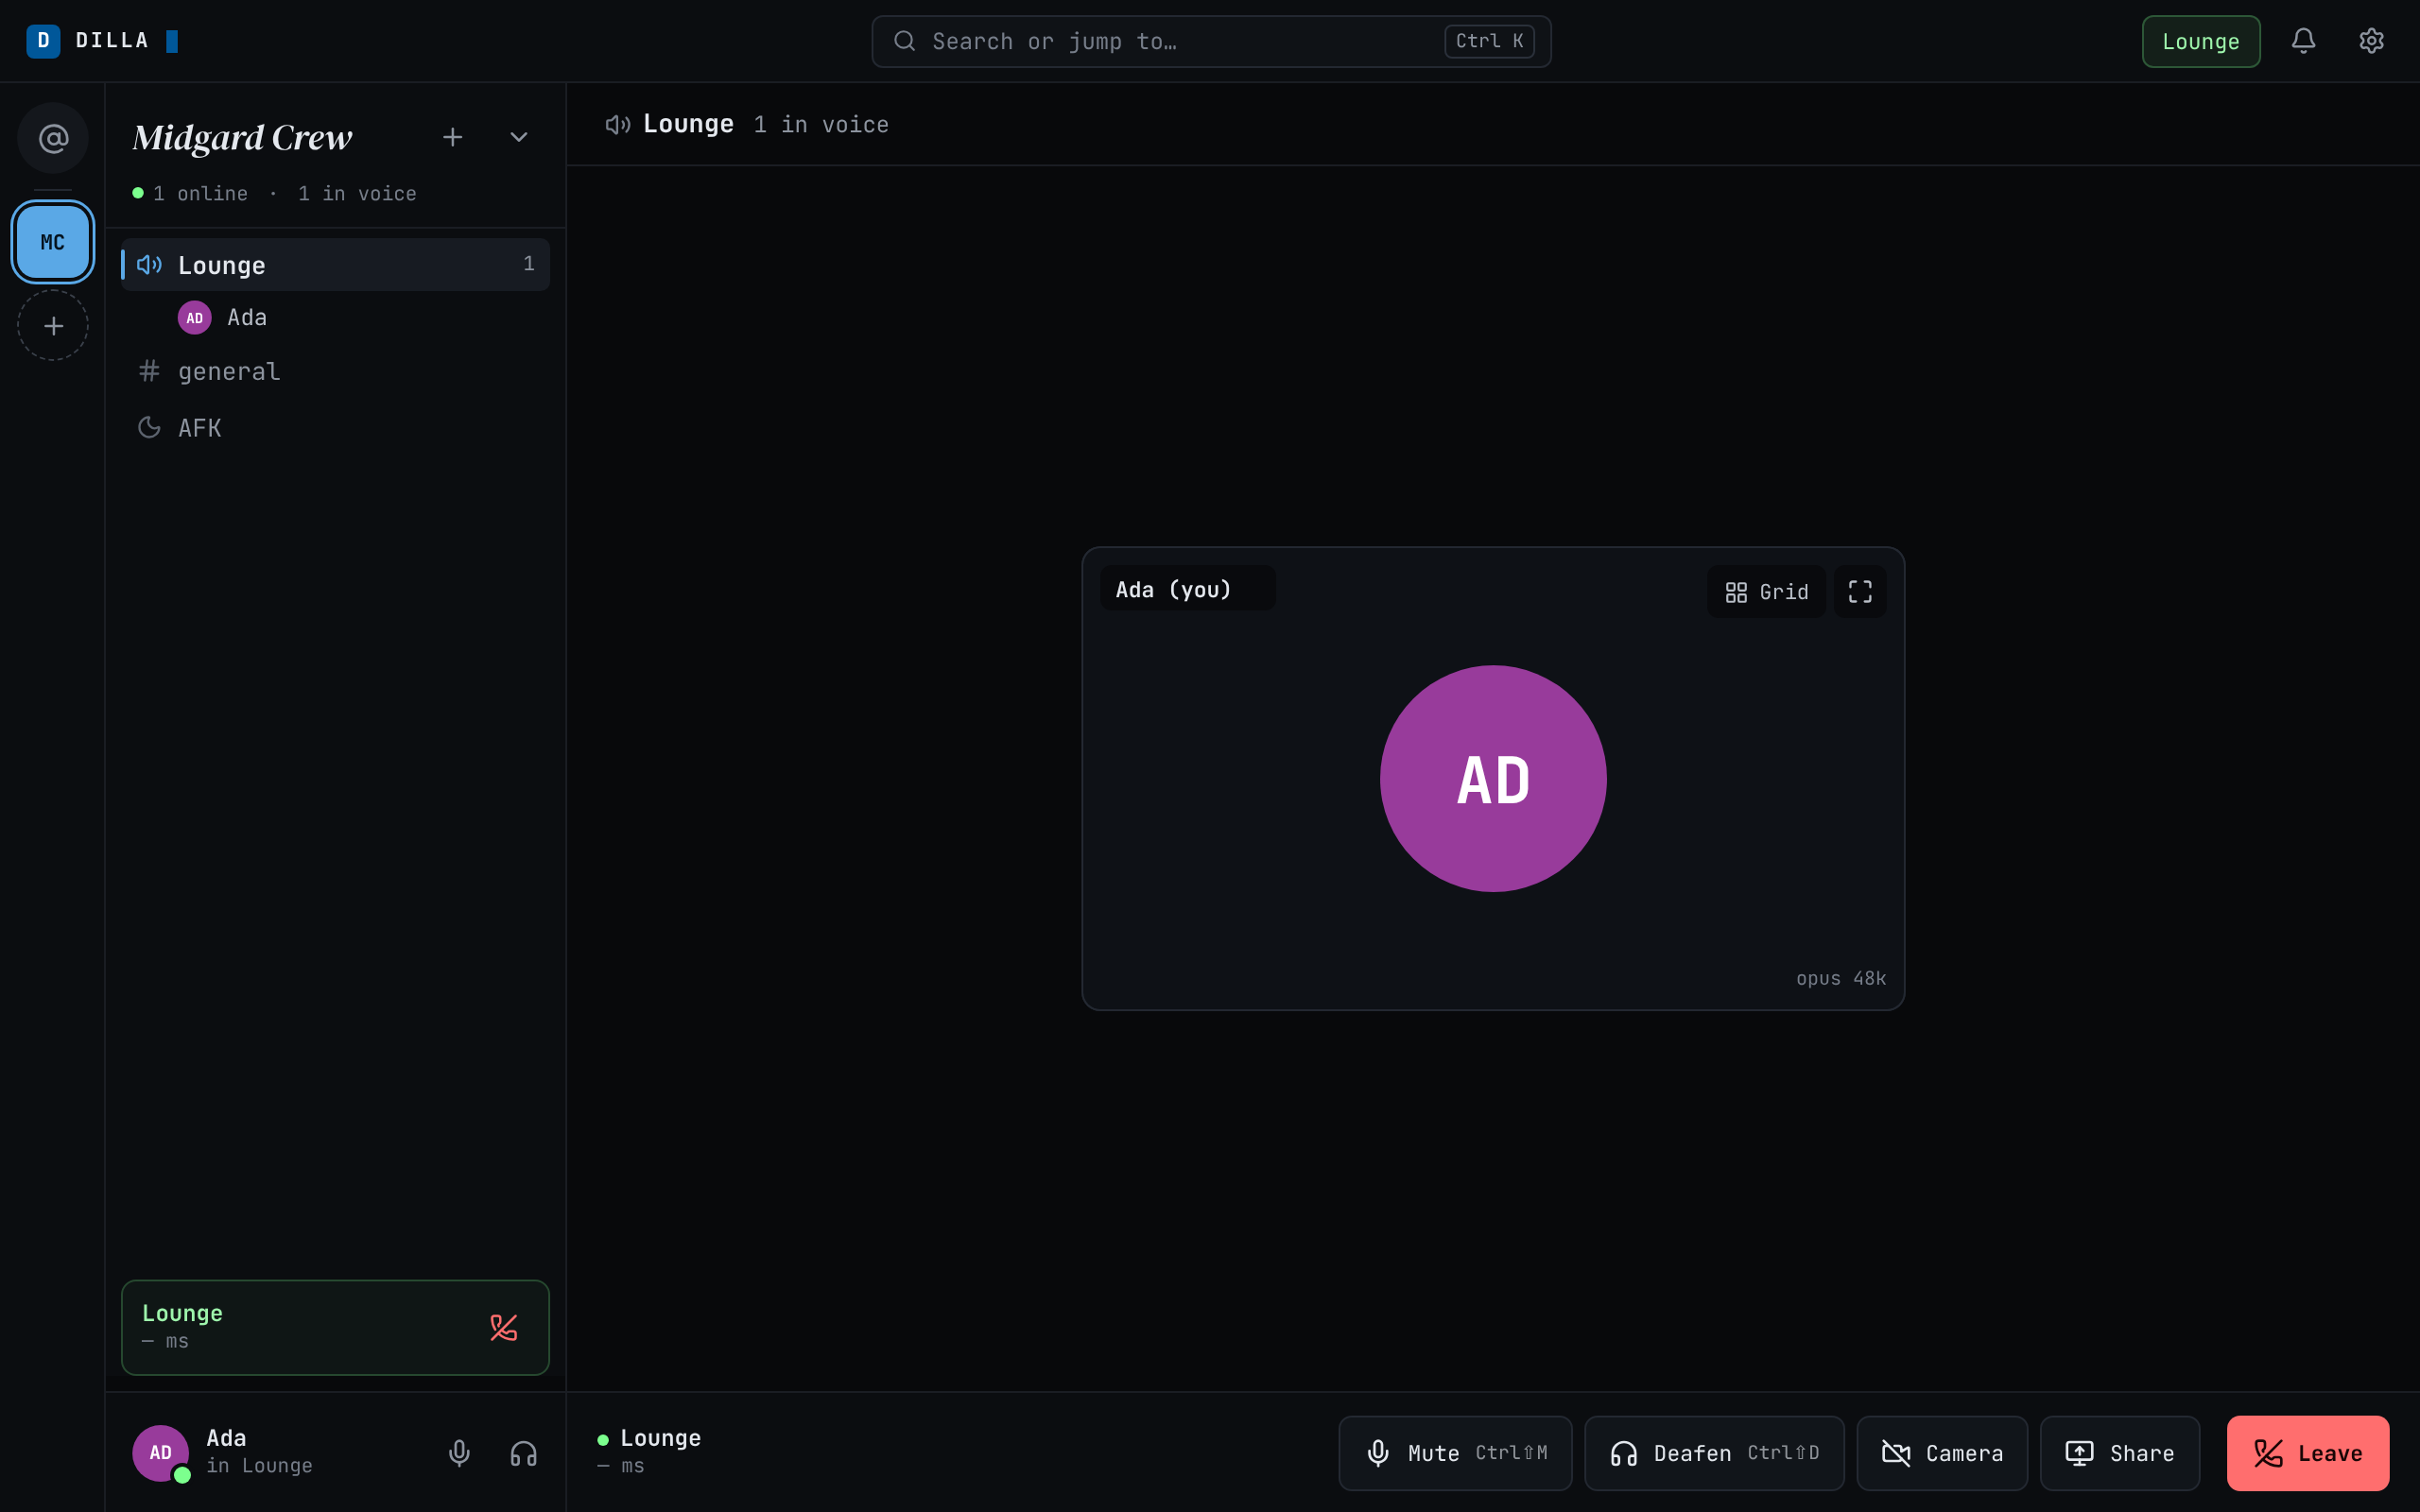 D DILLA
Search or jump to… Ctrl K
Lounge
Midgard Crew
1 online · 1 in voice
MC
Lounge 1
AD Ada
general
AFK
Lounge 1 in voice
Ada (you)
Grid
AD
opus 48k
Lounge
— ms
AD
Ada
in Lounge
Lounge
— ms
Mute Ctrl⇧M
Deafen Ctrl⇧D
Camera
Share
Leave